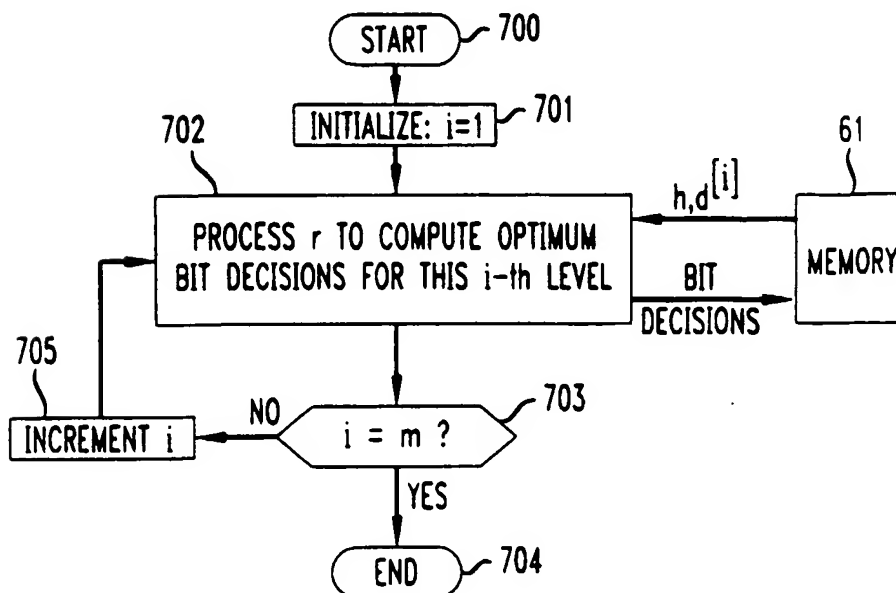 START
700
INITIALIZE: i=1
701
702
61
h,d[i]
PROCESS r TO COMPUTE OPTIMUM
BIT DECISIONS FOR THIS i-th LEVEL
MEMORY
BIT
DECISIONS
705
703
NO
INCREMENT i
i = m ?
YES
END
704